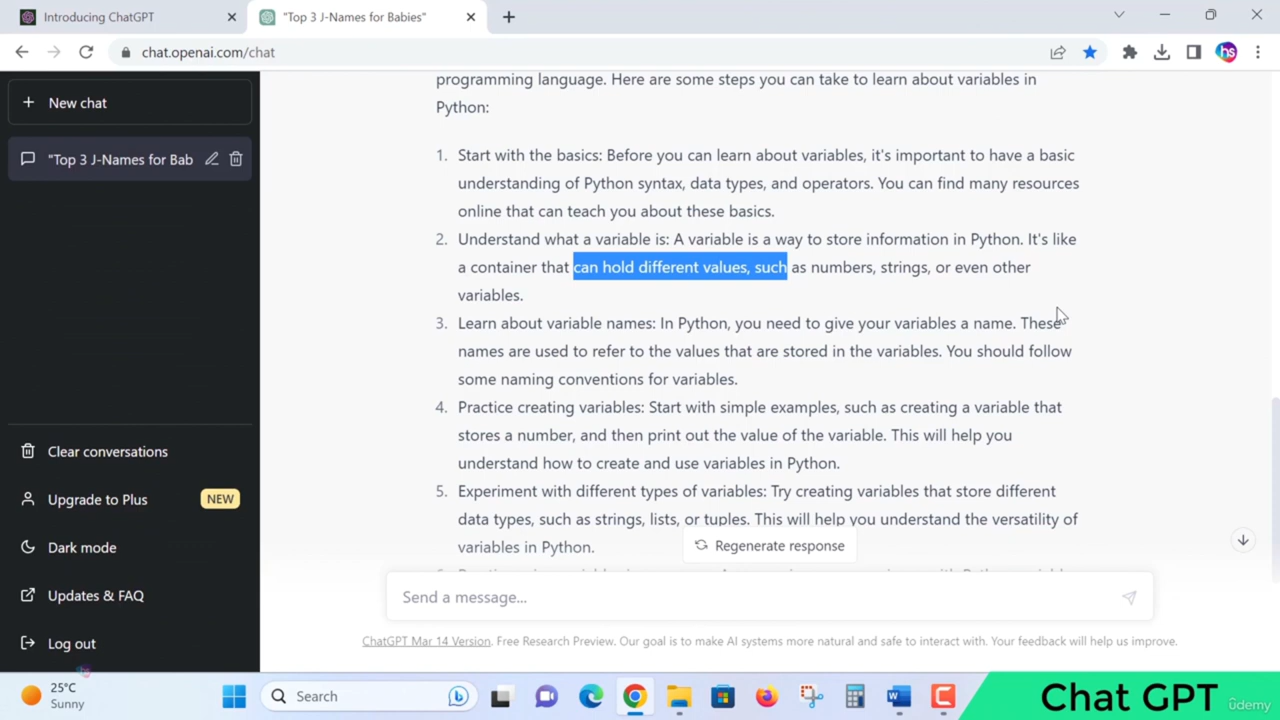 Introducing ChatGPT
"Top 3 J-Names for Babies"
chat.openai.com/chat
hs
New chat
"Top 3 J-Names for Bab
Clear conversations
Upgrade to Plus
NEW
Dark mode
Updates & FAQ
Log out
programming language. Here are some steps you can take to learn about variables in
Python:
1. Start with the basics: Before you can learn about variables, it's important to have a basic
understanding of Python syntax, data types, and operators. You can find many resources
online that can teach you about these basics.
2. Understand what a variable is: A variable is a way to store information in Python. It's like
a container that can hold different values, such as numbers, strings, or even other
variables.
3. Learn about variable names: In Python, you need to give your variables a name. These
names are used to refer to the values that are stored in the variables. You should follow
some naming conventions for variables.
4. Practice creating variables: Start with simple examples, such as creating a variable that
stores a number, and then print out the value of the variable. This will help you
understand how to create and use variables in Python.
5. Experiment with different types of variables: Try creating variables that store different
data types, such as strings, lists, or tuples. This will help you understand the versatility of
variables in Python.
Regenerate response
Send a message...
ChatGPT Mar 14 Version. Free Research Preview. Our goal is to make AI systems more natural and safe to interact with. Your feedback will help us improve.
25°C
Sunny
Search
Chat GPT
ûdemy